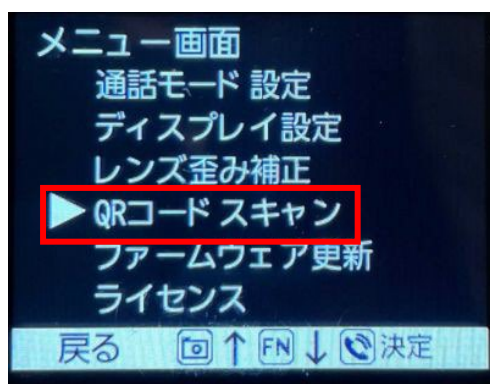 メニュー画面
通話モード 設定
ディスプレイ設定
レンズ歪み補正
▶ QRコード スキャン
ファームウェア更新
ライセンス
戻る ↑ FN ↓ 決定